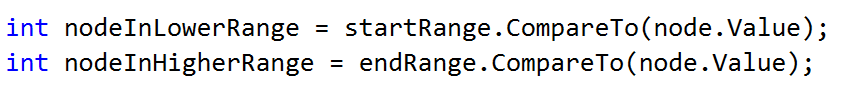 int nodeInLowerRange = startRange.CompareTo(node.Value);
int nodeInHigherRange = endRange.CompareTo(node.Value);